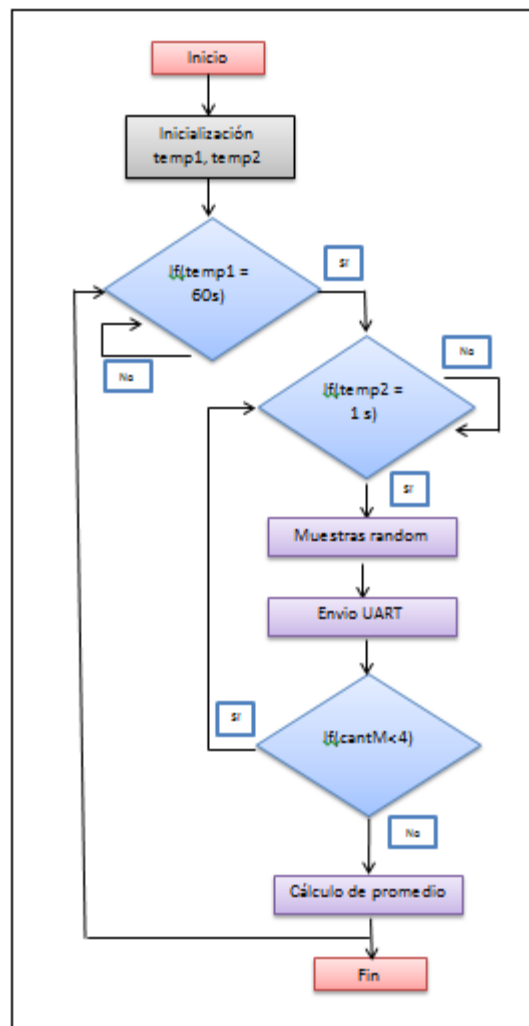 Inicio
Inicialización
temp1, temp2
If(temp1 =
60s)
SI
No
If(temp2 =
1 s)
No
SI
Muestras random
Envio UART
If(cantM<4)
SI
No
Cálculo de promedio
Fin